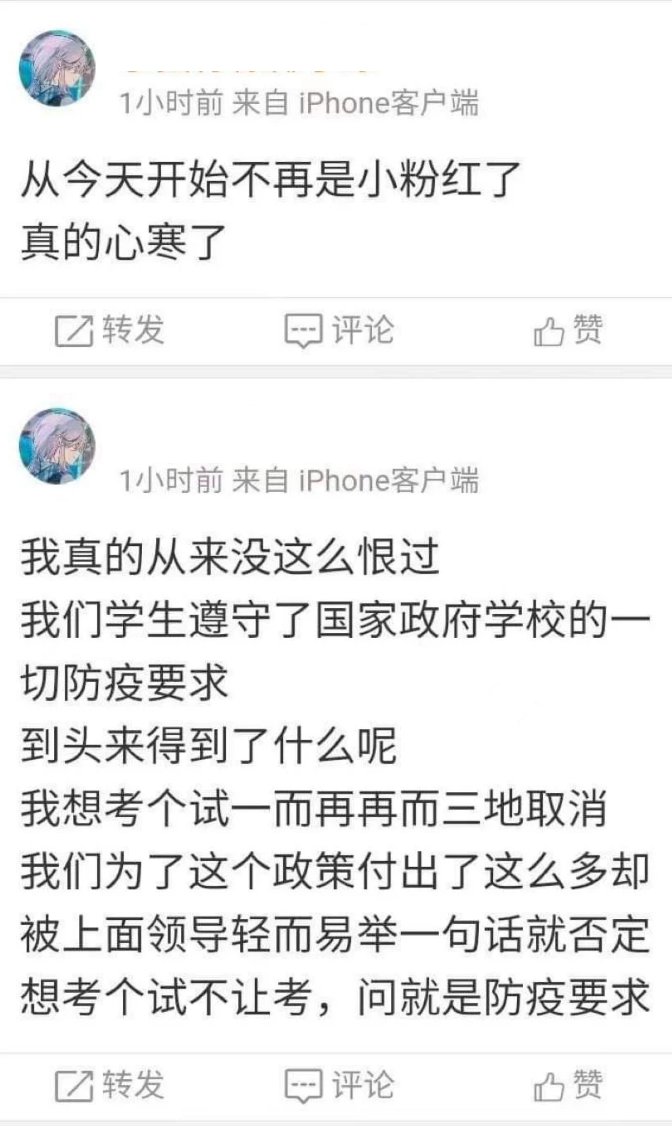 1小时前 来自 iPhone客户端
从今天开始不再是小粉红了
真的心寒了
转发 评论 赞
1小时前 来自 iPhone客户端
我真的从来没这么恨过
我们学生遵守了国家政府学校的一
切防疫要求
到头来得到了什么呢
我想考个试一而再再而三地取消
我们为了这个政策付出了这么多却
被上面领导轻而易举一句话就否定
想考个试不让考，问就是防疫要求
转发 评论 赞